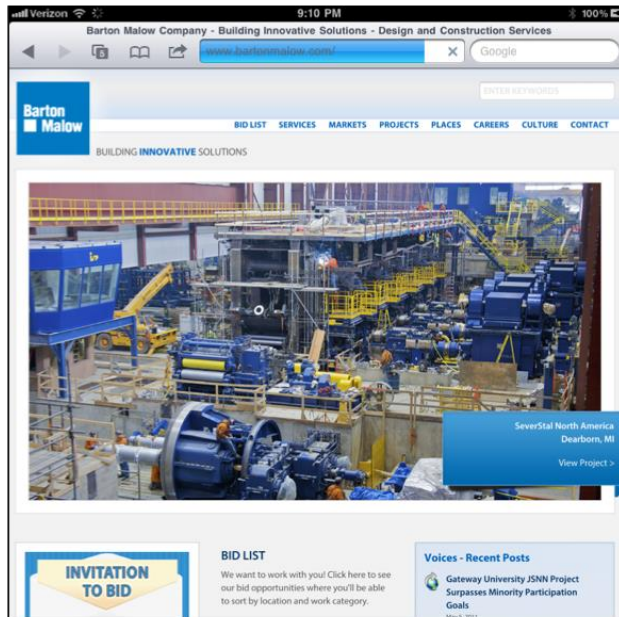 Verizon 9:10 PM 100%
Barton Malow Company - Building Innovative Solutions - Design and Construction Services
5 www.bartonmalow.com/ Google
ENTER KEYWORDS
Barton
Malow
BID LIST SERVICES MARKETS PROJECTS PLACES CAREERS CULTURE CONTACT
BUILDING INNOVATIVE SOLUTIONS
SeverStal North America
Dearborn, MI
View Project >
INVITATION
TO BID
BID LIST
We want to work with you! Click here to see
our bid opportunities where you'll be able
to sort by location and work category.
Voices - Recent Posts
Gateway University JSNN Project
Surpasses Minority Participation
Goals